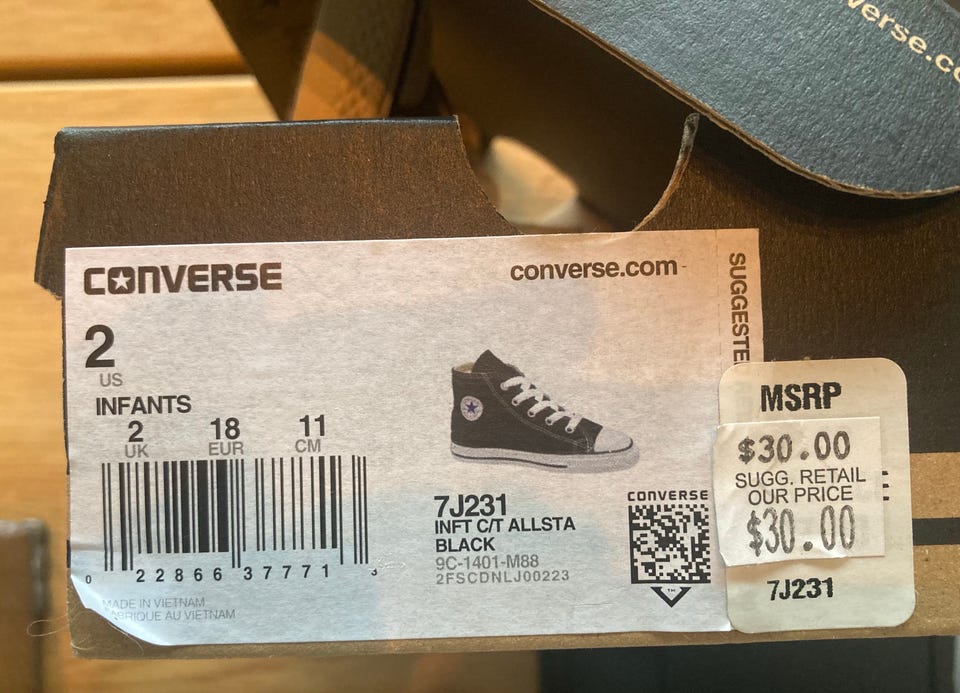 verse.co
CONVERSE
converse.com
SUGGESTE
2
US
INFANTS
2 18 11
UK EUR CM
0 22866 37771 3
MADE IN VIETNAM
FABRIQUE AU VIETNAM
7J231
INFT C/T ALLSTA
BLACK
9C-1401-M88
2FSCDNLJ00223
CONVERSE
TM
MSRP
$30.00
SUGG. RETAIL
OUR PRICE
$30.00
7J231
E